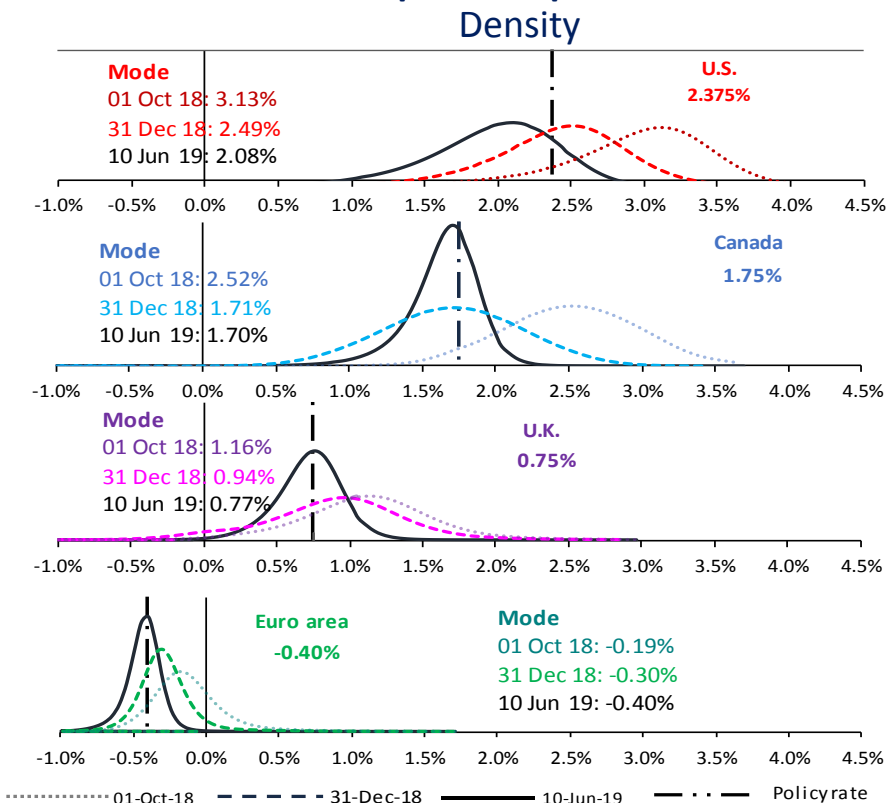 Density
Mode
01 Oct 18: 3.13%
31 Dec 18: 2.49%
10 Jun 19: 2.08%
U.S.
2.375%
-1.0% -0.5% 0.0% 0.5% 1.0% 1.5% 2.0% 2.5% 3.0% 3.5% 4.0% 4.5%
Mode
01 Oct 18: 2.52%
31 Dec 18: 1.71%
10 Jun 19: 1.70%
Canada
1.75%
-1.0% -0.5% 0.0% 0.5% 1.0% 1.5% 2.0% 2.5% 3.0% 3.5% 4.0% 4.5%
Mode
01 Oct 18: 1.16%
31 Dec 18: 0.94%
10 Jun 19: 0.77%
U.K.
0.75%
-1.0% -0.5% 0.0% 0.5% 1.0% 1.5% 2.0% 2.5% 3.0% 3.5% 4.0% 4.5%
Euro area
-0.40%
Mode
01 Oct 18: -0.19%
31 Dec 18: -0.30%
10 Jun 19: -0.40%
-1.0% -0.5% 0.0% 0.5% 1.0% 1.5% 2.0% 2.5% 3.0% 3.5% 4.0% 4.5%
01-Oct-18 31-Dec-18 10-Jun-19 Policy rate